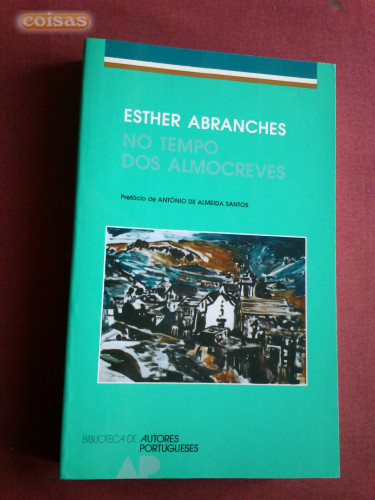 coisas
ESTHER ABRANCHES
NO TEMPO
DOS ALMOCREVES
Prefácio de ANTÓNIO DE ALMEIDA SANTOS
BIBLIOTECA DE AUTORES
PORTUGUESES
AP